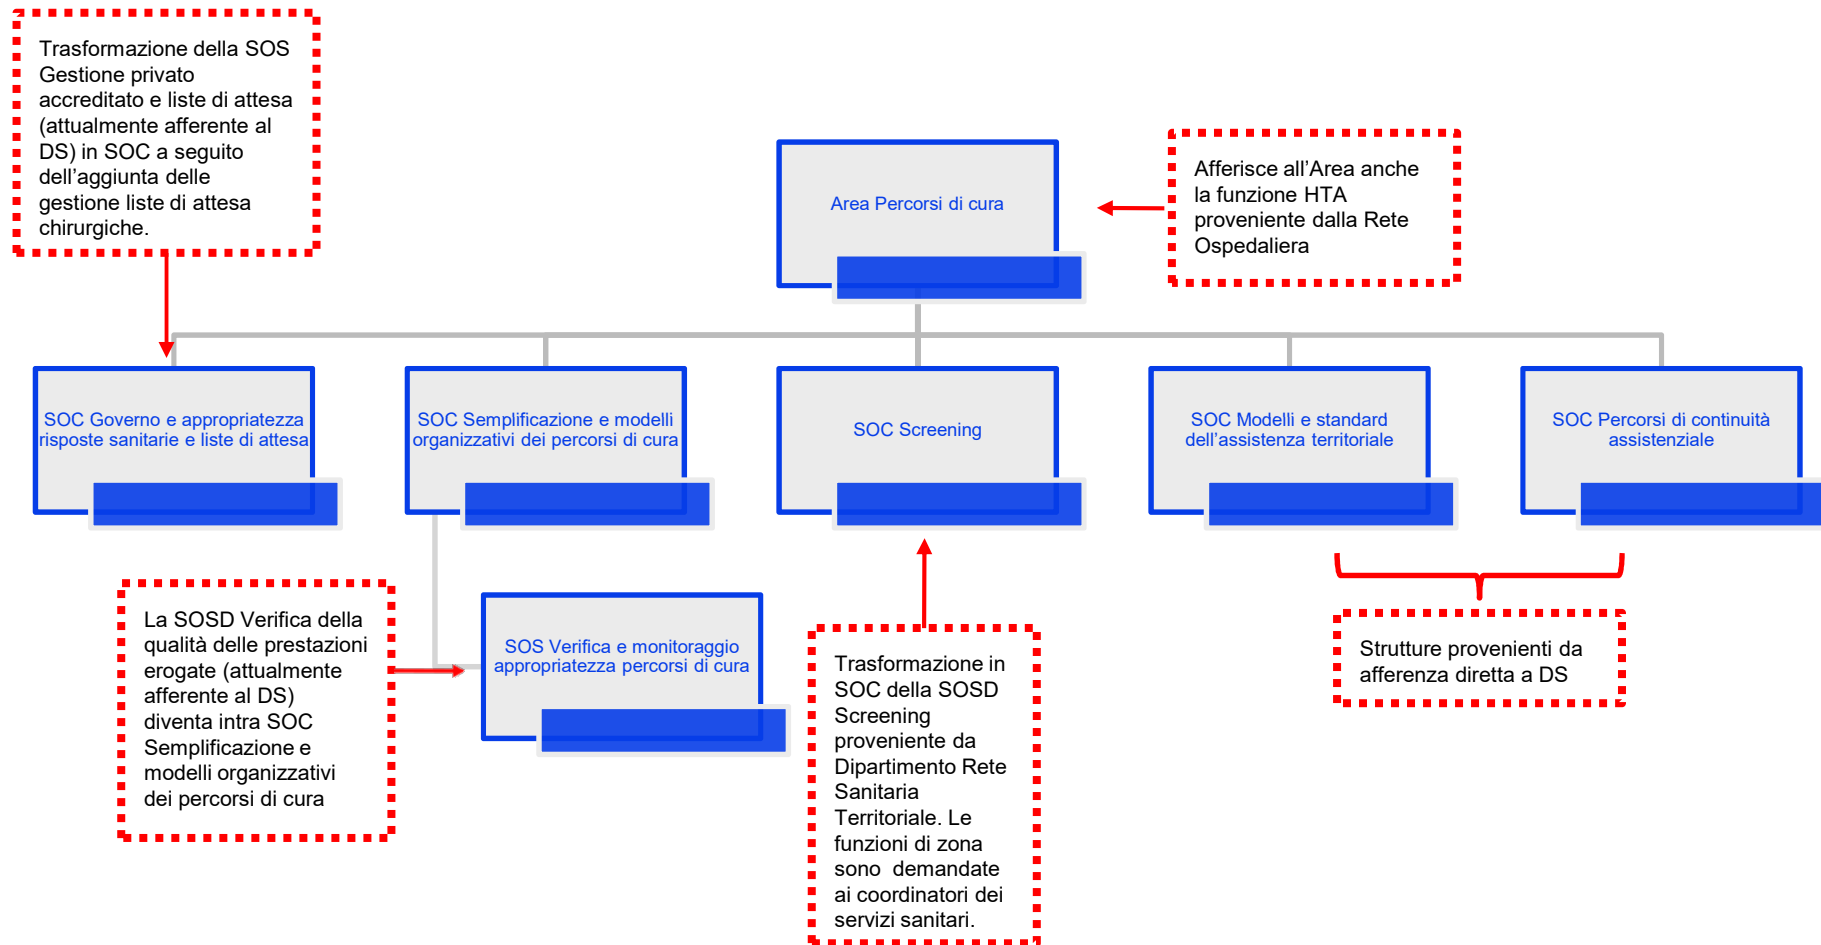 Trasformazione della SOS
Gestione privato
accreditato e liste di attesa
(attualmente afferente al
DS) in SOC a seguito
dell'aggiunta delle
gestione liste di attesa
chirurgiche.
Area Percorsi di cura
Afferisce all'Area anche
la funzione HTA
proveniente dalla Rete
Ospedaliera
SOC Governo e appropriatezza
risposte sanitarie e liste di attesa
SOC Semplificazione e modelli
organizzativi dei percorsi di cura
SOC Screening
SOC Modelli e standard
dell'assistenza territoriale
SOC Percorsi di continuità
assistenziale
La SOSD Verifica della
qualità delle prestazioni
erogate (attualmente
afferente al DS)
diventa intra SOC
Semplificazione e
modelli organizzativi
dei percorsi di cura
SOS Verifica e monitoraggio
appropriatezza percorsi di cura
Trasformazione in
SOC della SOSD
Screening
proveniente da
Dipartimento Rete
Sanitaria
Territoriale. Le
funzioni di zona
sono  demandate
ai coordinatori dei
servizi sanitari.
Strutture provenienti da
afferenza diretta a DS